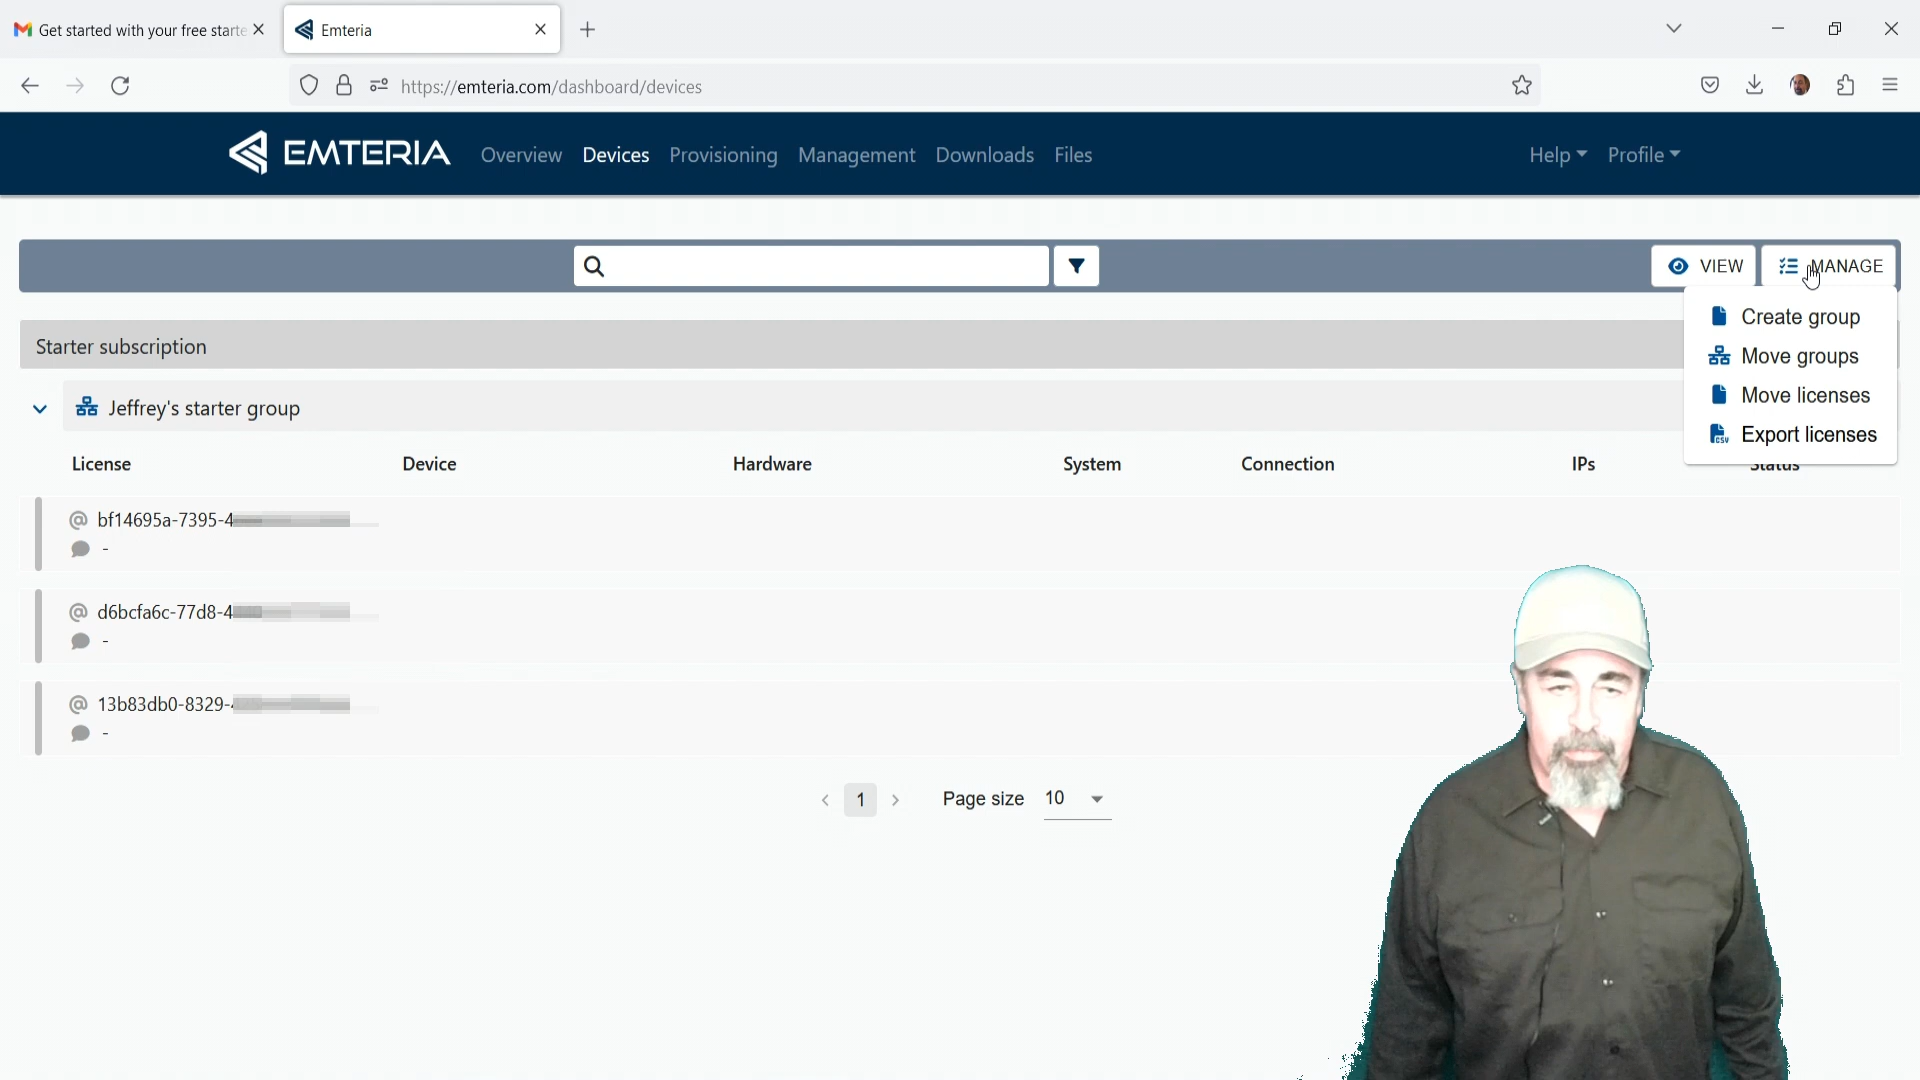 Get started with your free starte
Emteria
https://emteria.com/dashboard/devices
EMTERIA Overview Devices Provisioning Management Downloads Files Help Profile
VIEW MANAGE
Create group
Move groups
Move licenses
Export licenses
Starter subscription
Jeffrey's starter group
License Device Hardware System Connection IPs Status
@ bf14695a-7395-4
-
@ d6bcfa6c-77d8-4
-
@ 13b83db0-8329-
-
< 1 > Page size 10